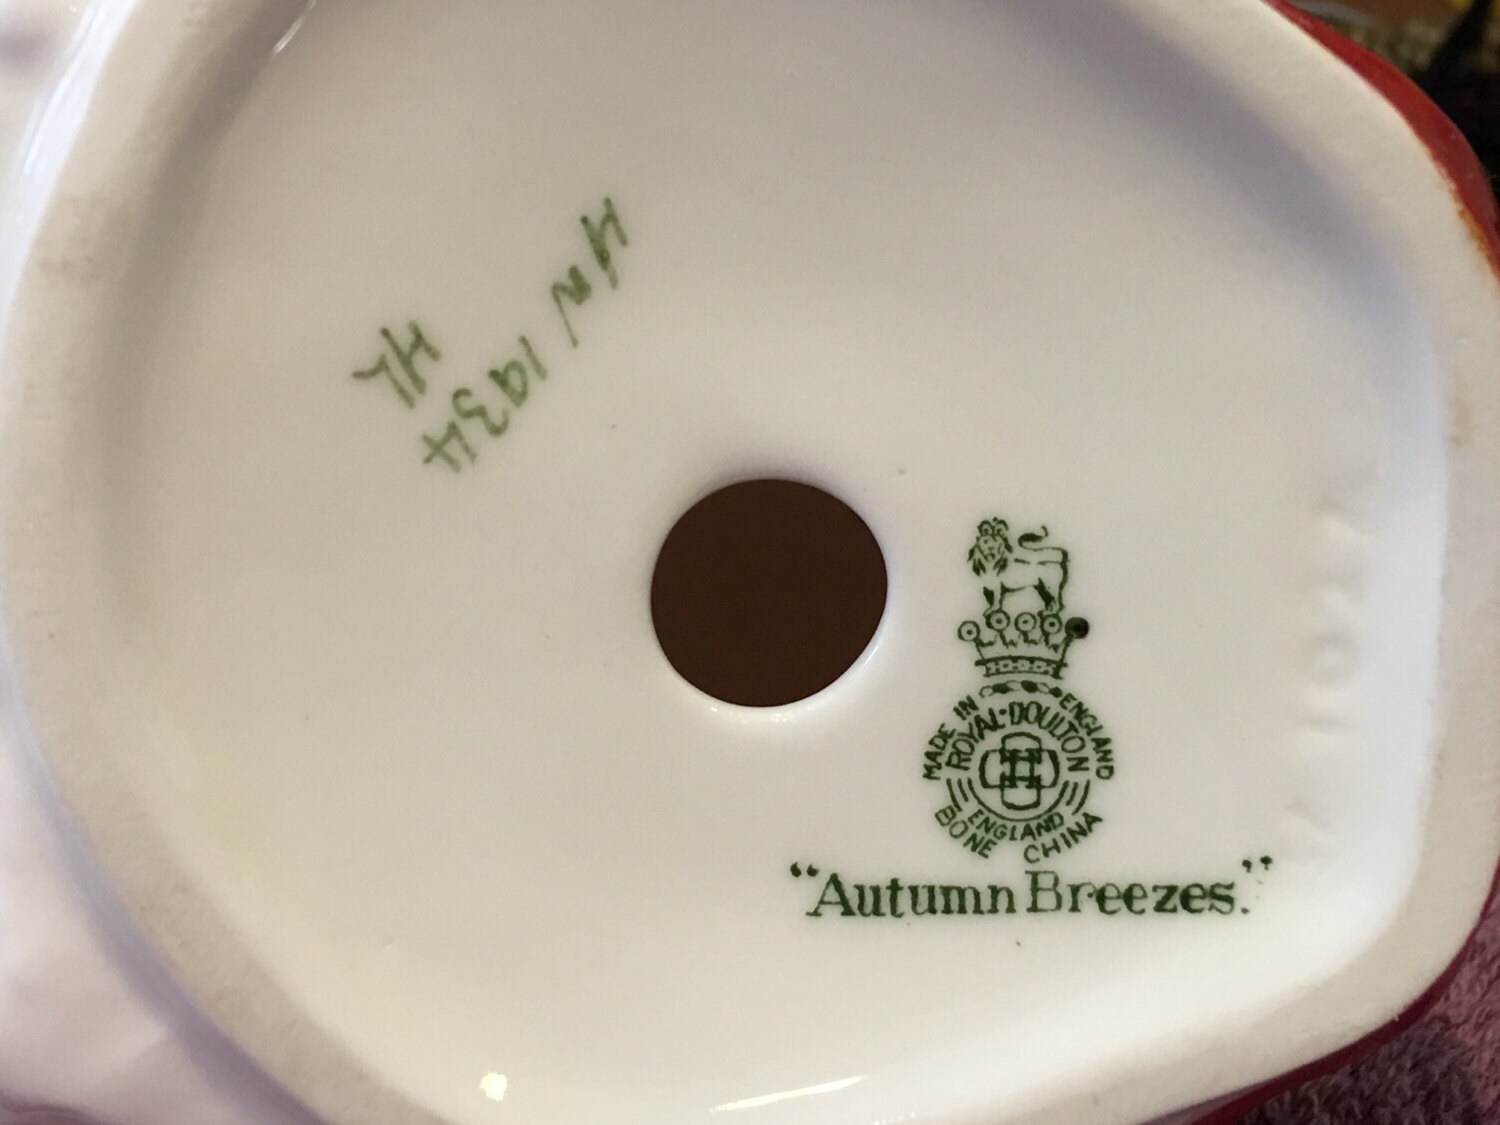 HN 1934
HL
MADE IN ENGLAND
ROYAL·DOULTON
ENGLAND
BONE CHINA
“Autumn Breezes.”